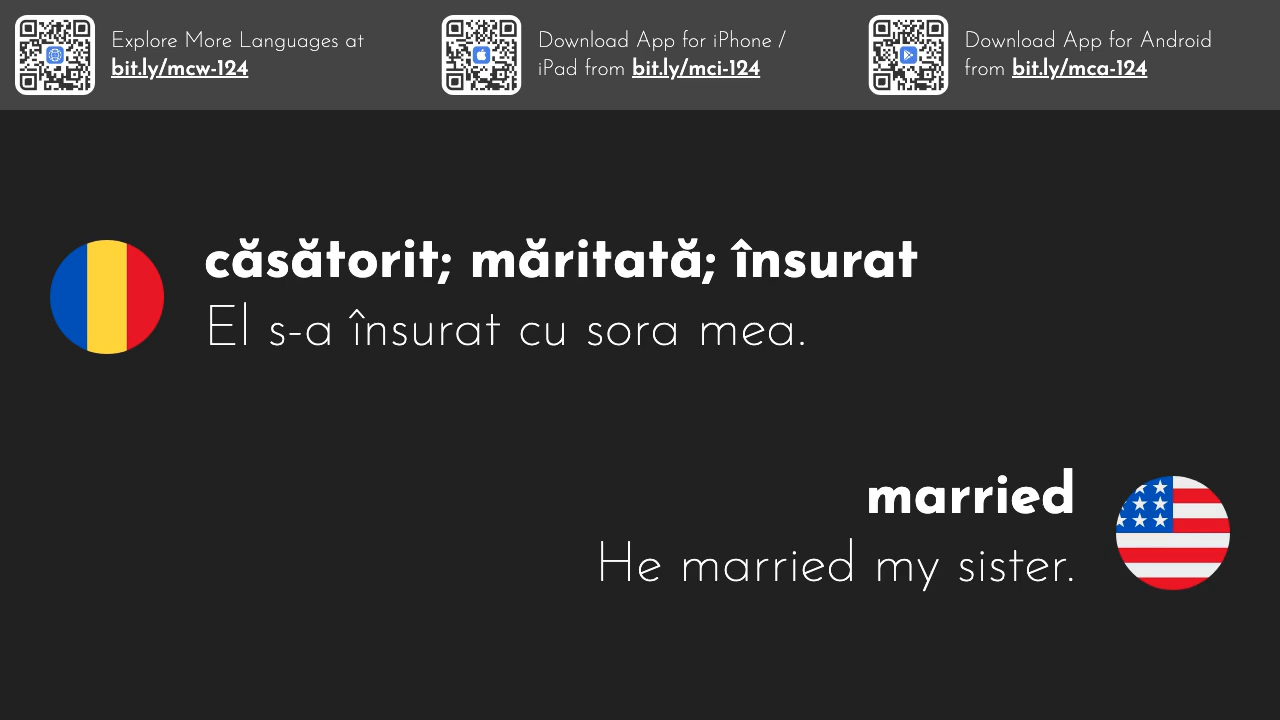 Explore More Languages at
bit.ly/mcw-124
Download App for iPhone /
iPad from bit.ly/mci-124
Download App for Android
from bit.ly/mca-124
căsătorit; măritată; însurat
El s-a însurat cu sora mea.
married
He married my sister.